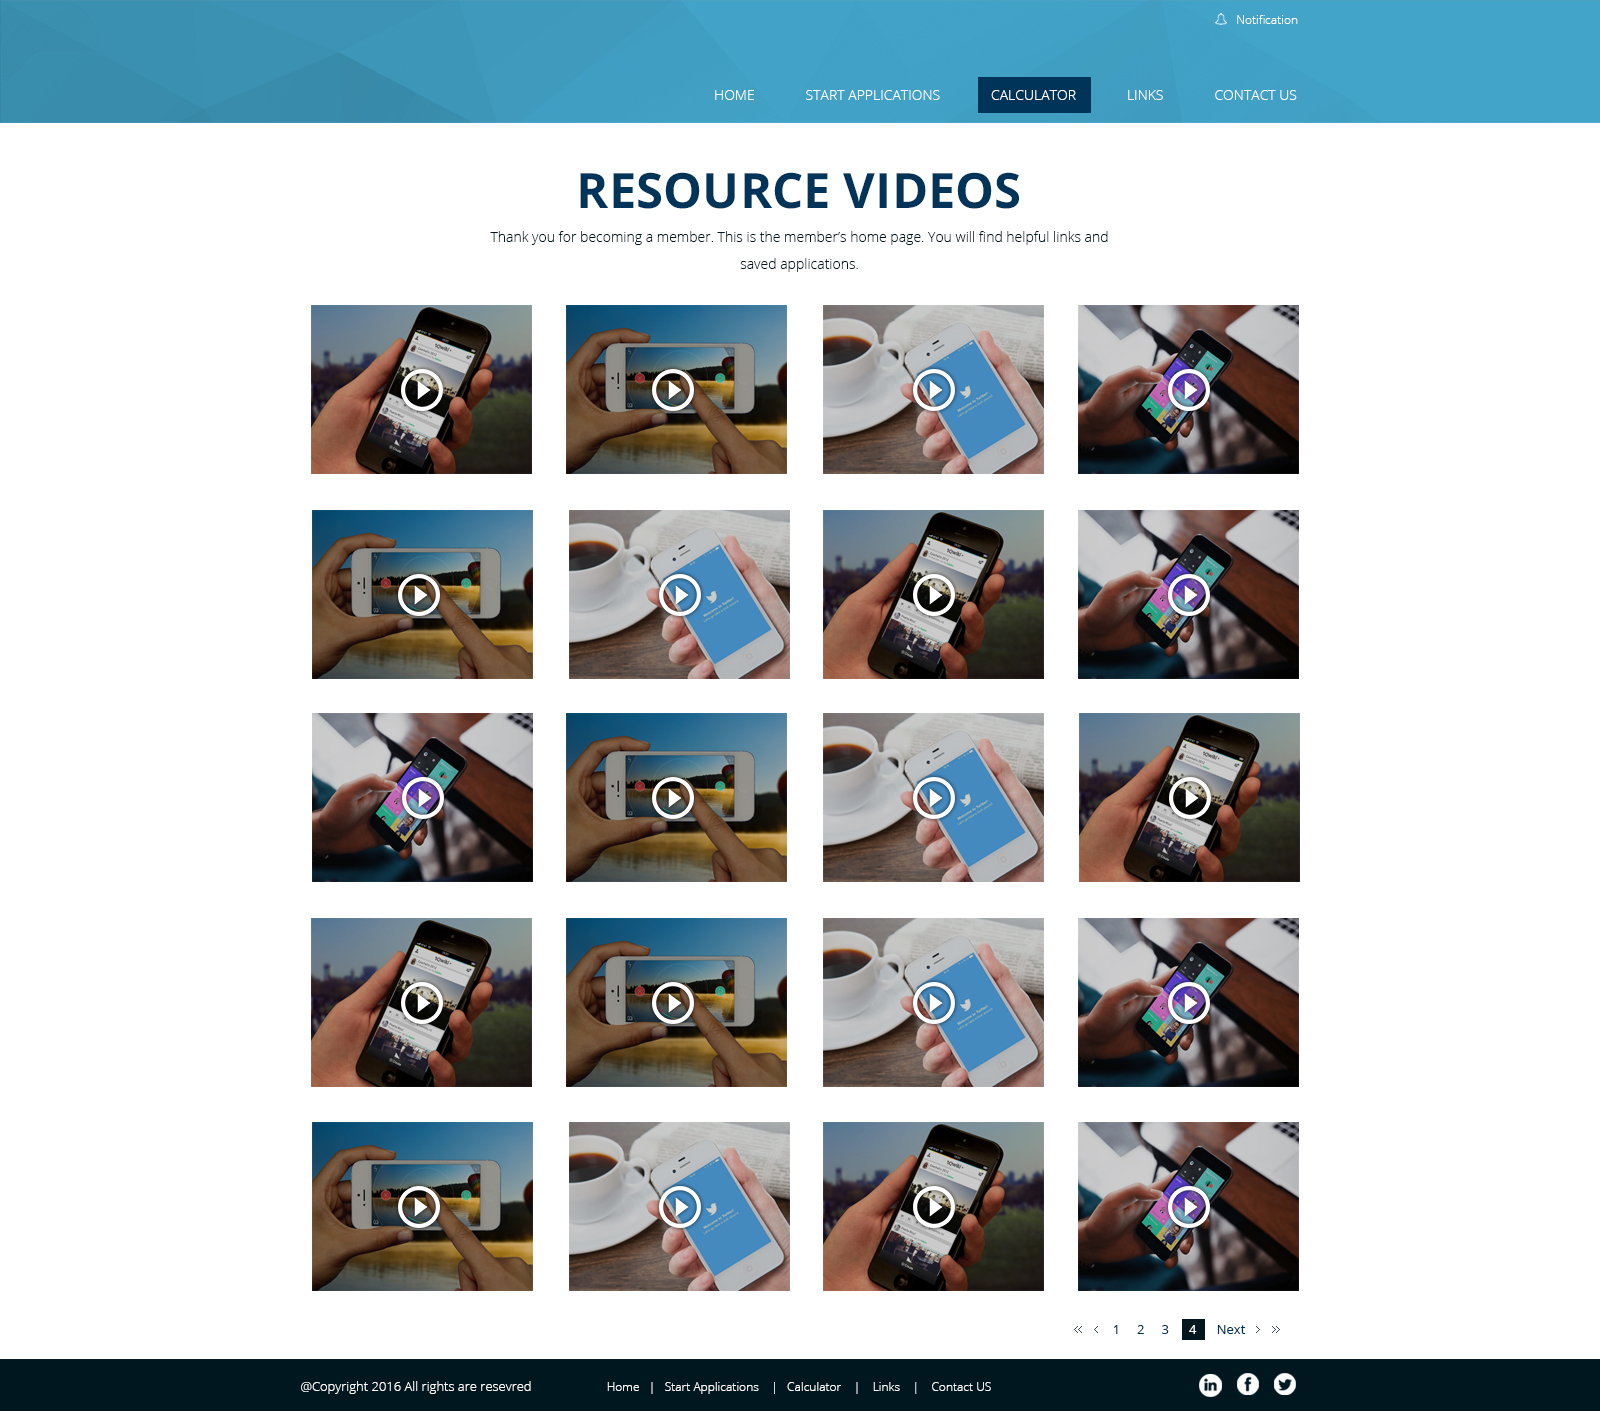 Notification
HOME START APPLICATIONS CALCULATOR LINKS CONTACT US
RESOURCE VIDEOS
Thank you for becoming a member. This is the member's home page. You will find helpful links and
saved applications.
1 2 3 4 Next
@Copyright 2016 All rights are resevred Home | Start Applications | Calculator | Links | Contact US